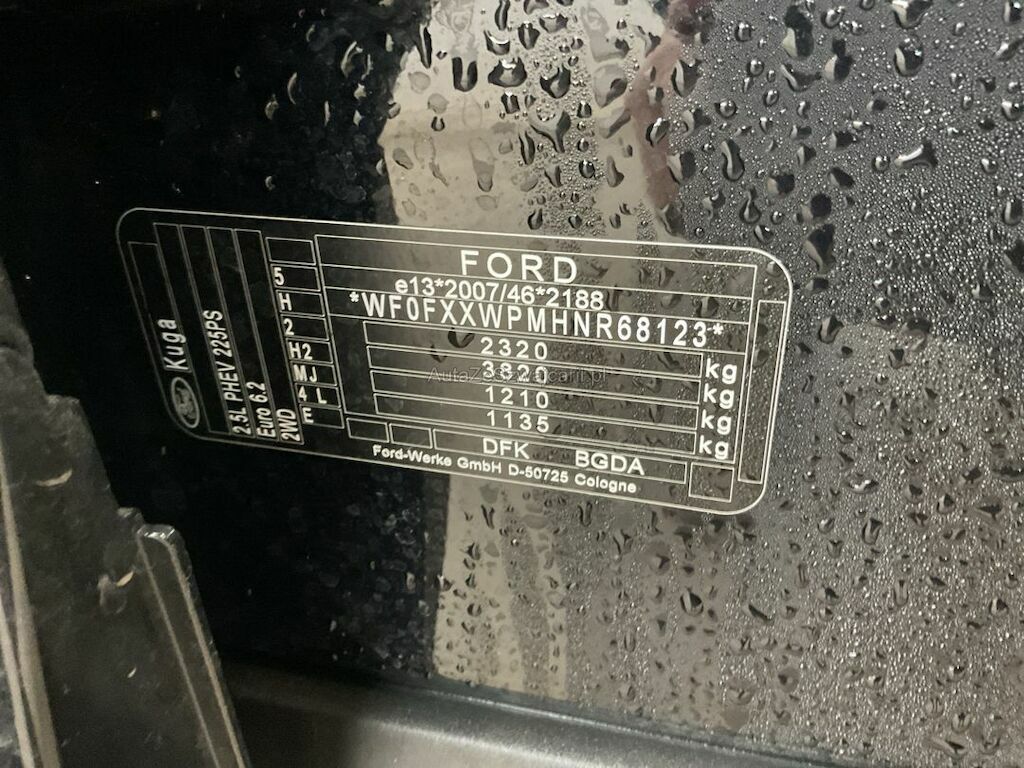 FORD
e13*2007/46*2188
*WF0FXXWPMHNR68123*
2320 kg
3820 kg
1210 kg
1135 kg
DFK BGDA
Ford-Werke GmbH D-50725 Cologne
5
H
2
H2
MJ
4 L
E
Ford Kuga
2.5L PHEV 225PS
Euro 6.2
2WD